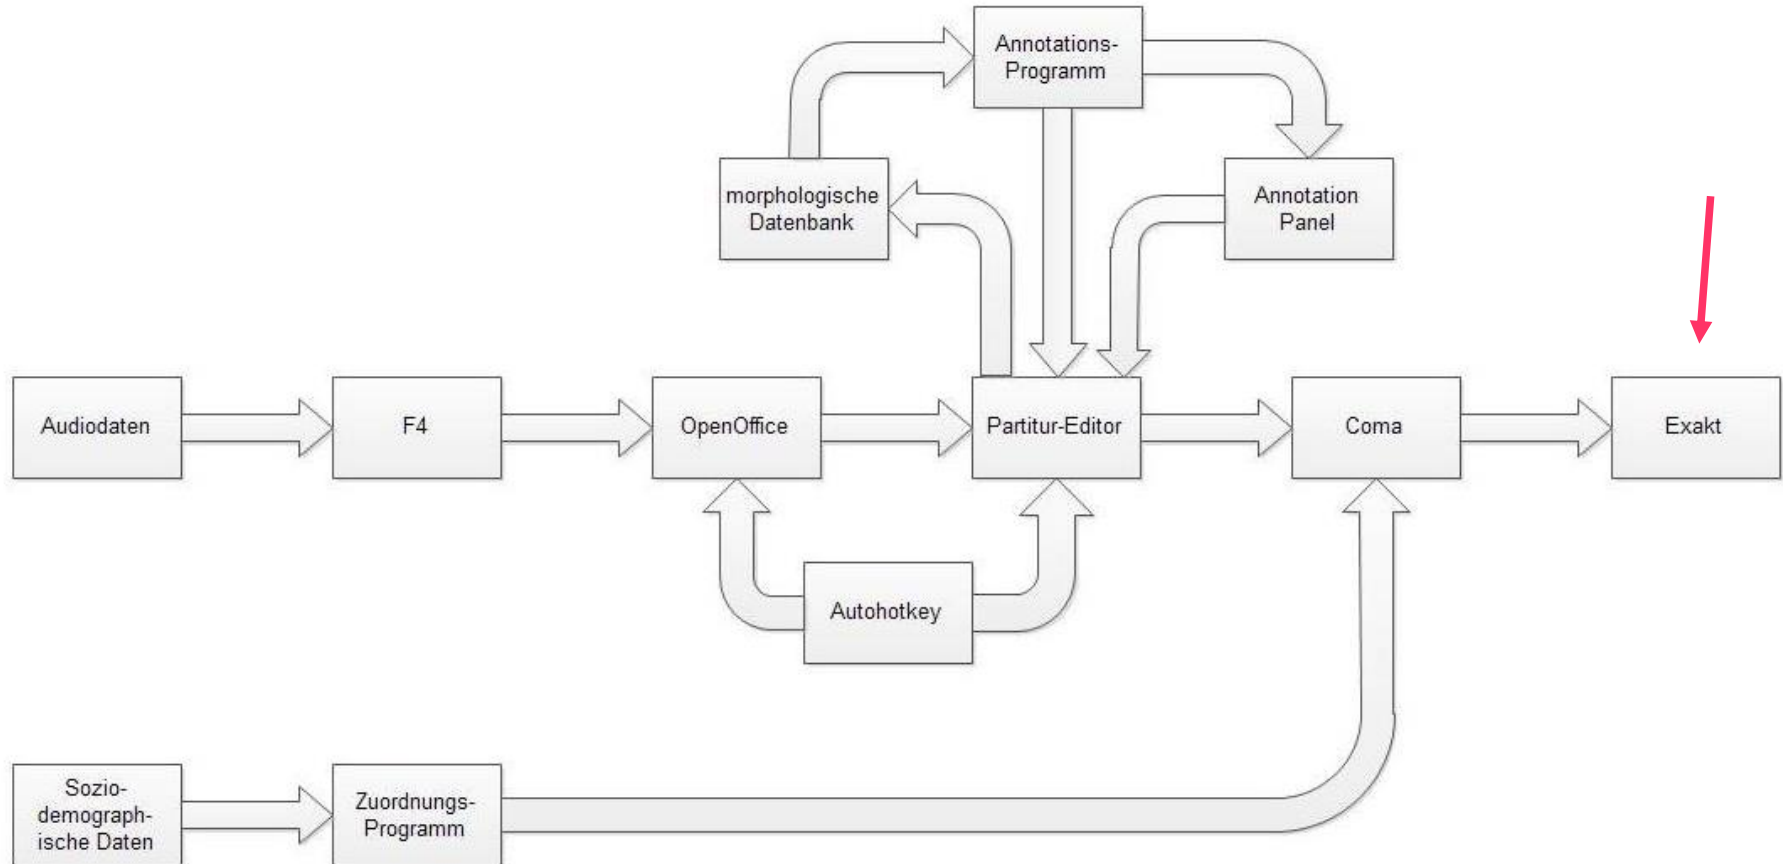 Annotations-
Programm
morphologische
Datenbank
Annotation
Panel
Audiodaten
F4
OpenOffice
Partitur-Editor
Coma
Exakt
Autohotkey
Sozio-
demograph-
ische Daten
Zuordnungs-
Programm